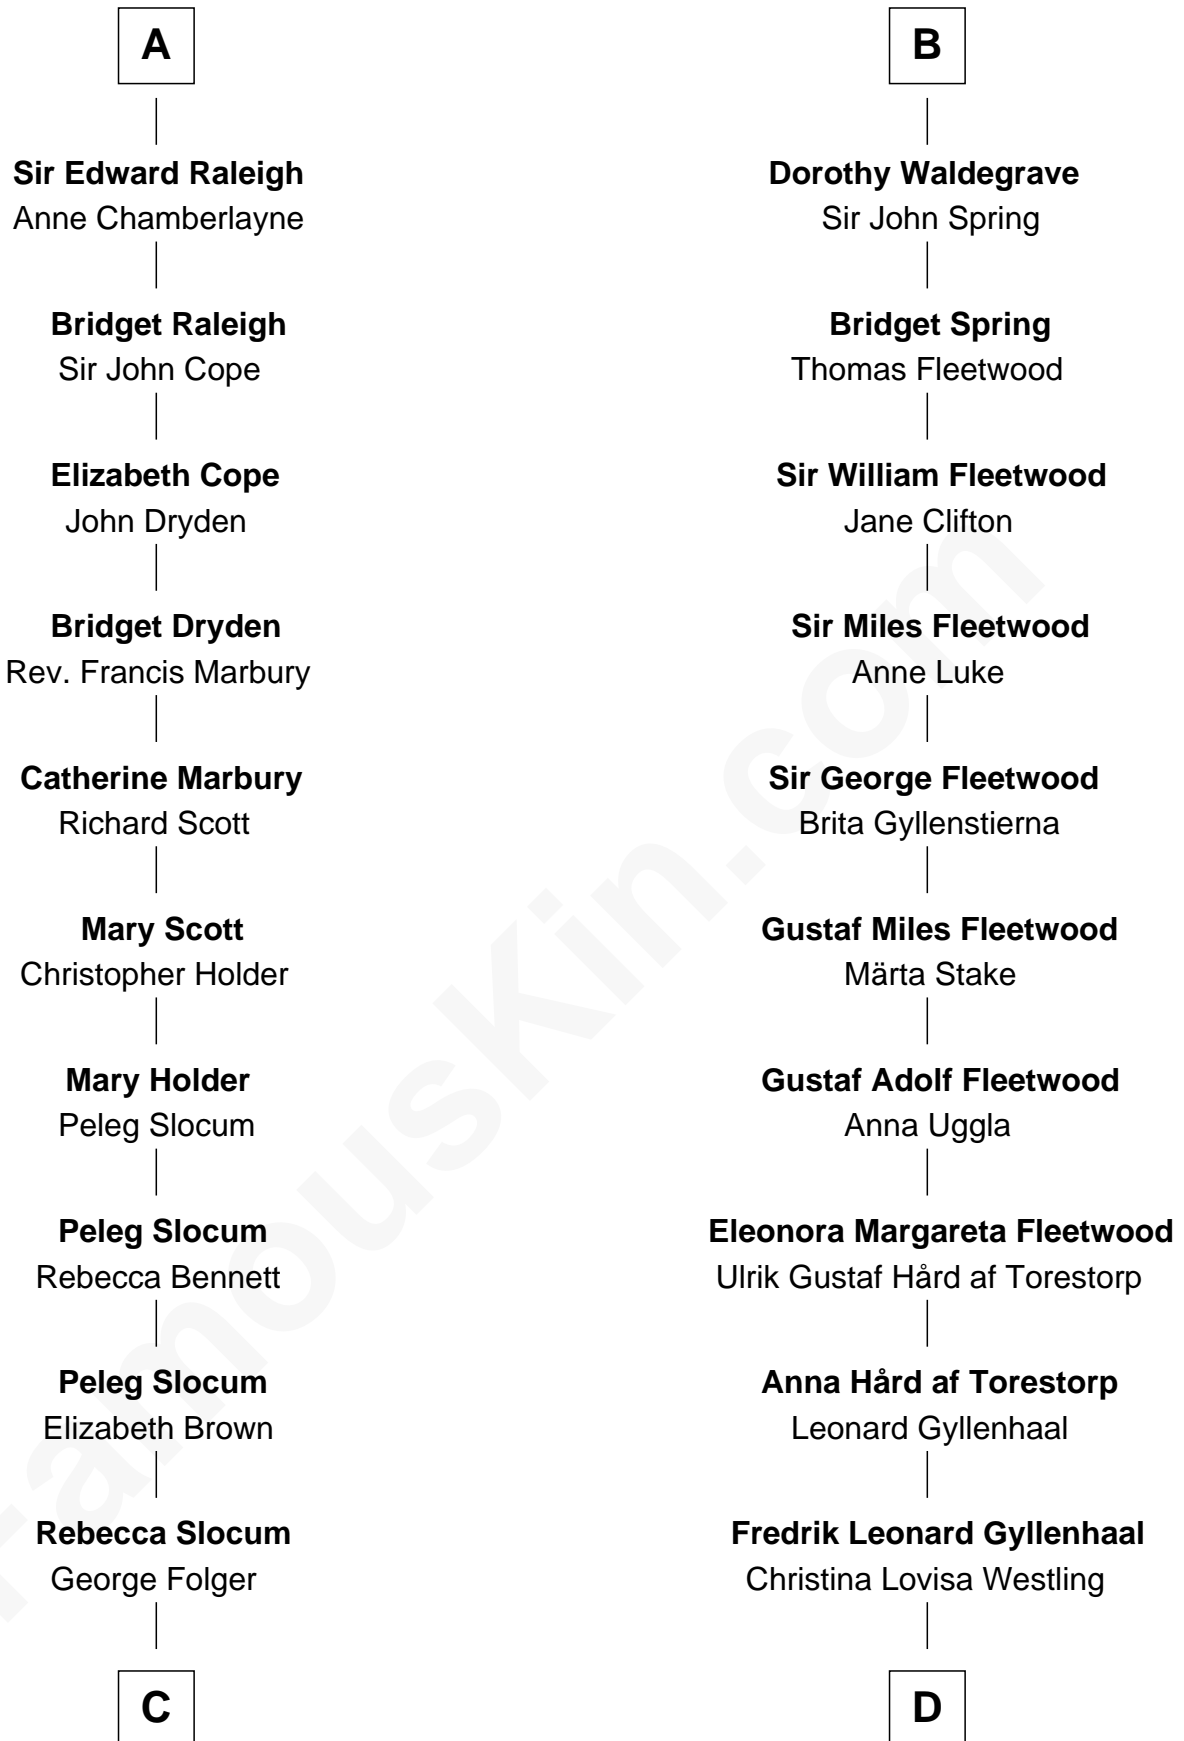 A
Sir Edward Raleigh
Anne Chamberlayne
Bridget Raleigh
Sir John Cope
Elizabeth Cope
John Dryden
Bridget Dryden
Rev. Francis Marbury
Catherine Marbury
Richard Scott
Mary Scott
Christopher Holder
Mary Holder
Peleg Slocum
Peleg Slocum
Rebecca Bennett
Peleg Slocum
Elizabeth Brown
Rebecca Slocum
George Folger
C
B
Dorothy Waldegrave
Sir John Spring
Bridget Spring
Thomas Fleetwood
Sir William Fleetwood
Jane Clifton
Sir Miles Fleetwood
Anne Luke
Sir George Fleetwood
Brita Gyllenstierna
Gustaf Miles Fleetwood
Märta Stake
Gustaf Adolf Fleetwood
Anna Uggla
Eleonora Margareta Fleetwood
Ulrik Gustaf Hård af Torestorp
Anna Hård af Torestorp
Leonard Gyllenhaal
Fredrik Leonard Gyllenhaal
Christina Lovisa Westling
D
FamousKin.com